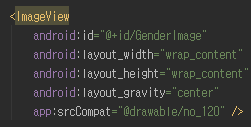 <ImageView
android:id="@+id/GenderImage"
android:layout_width="wrap_content"
android:layout_height="wrap_content"
android:layout_gravity="center"
app:srcCompat="@drawable/no_120" />